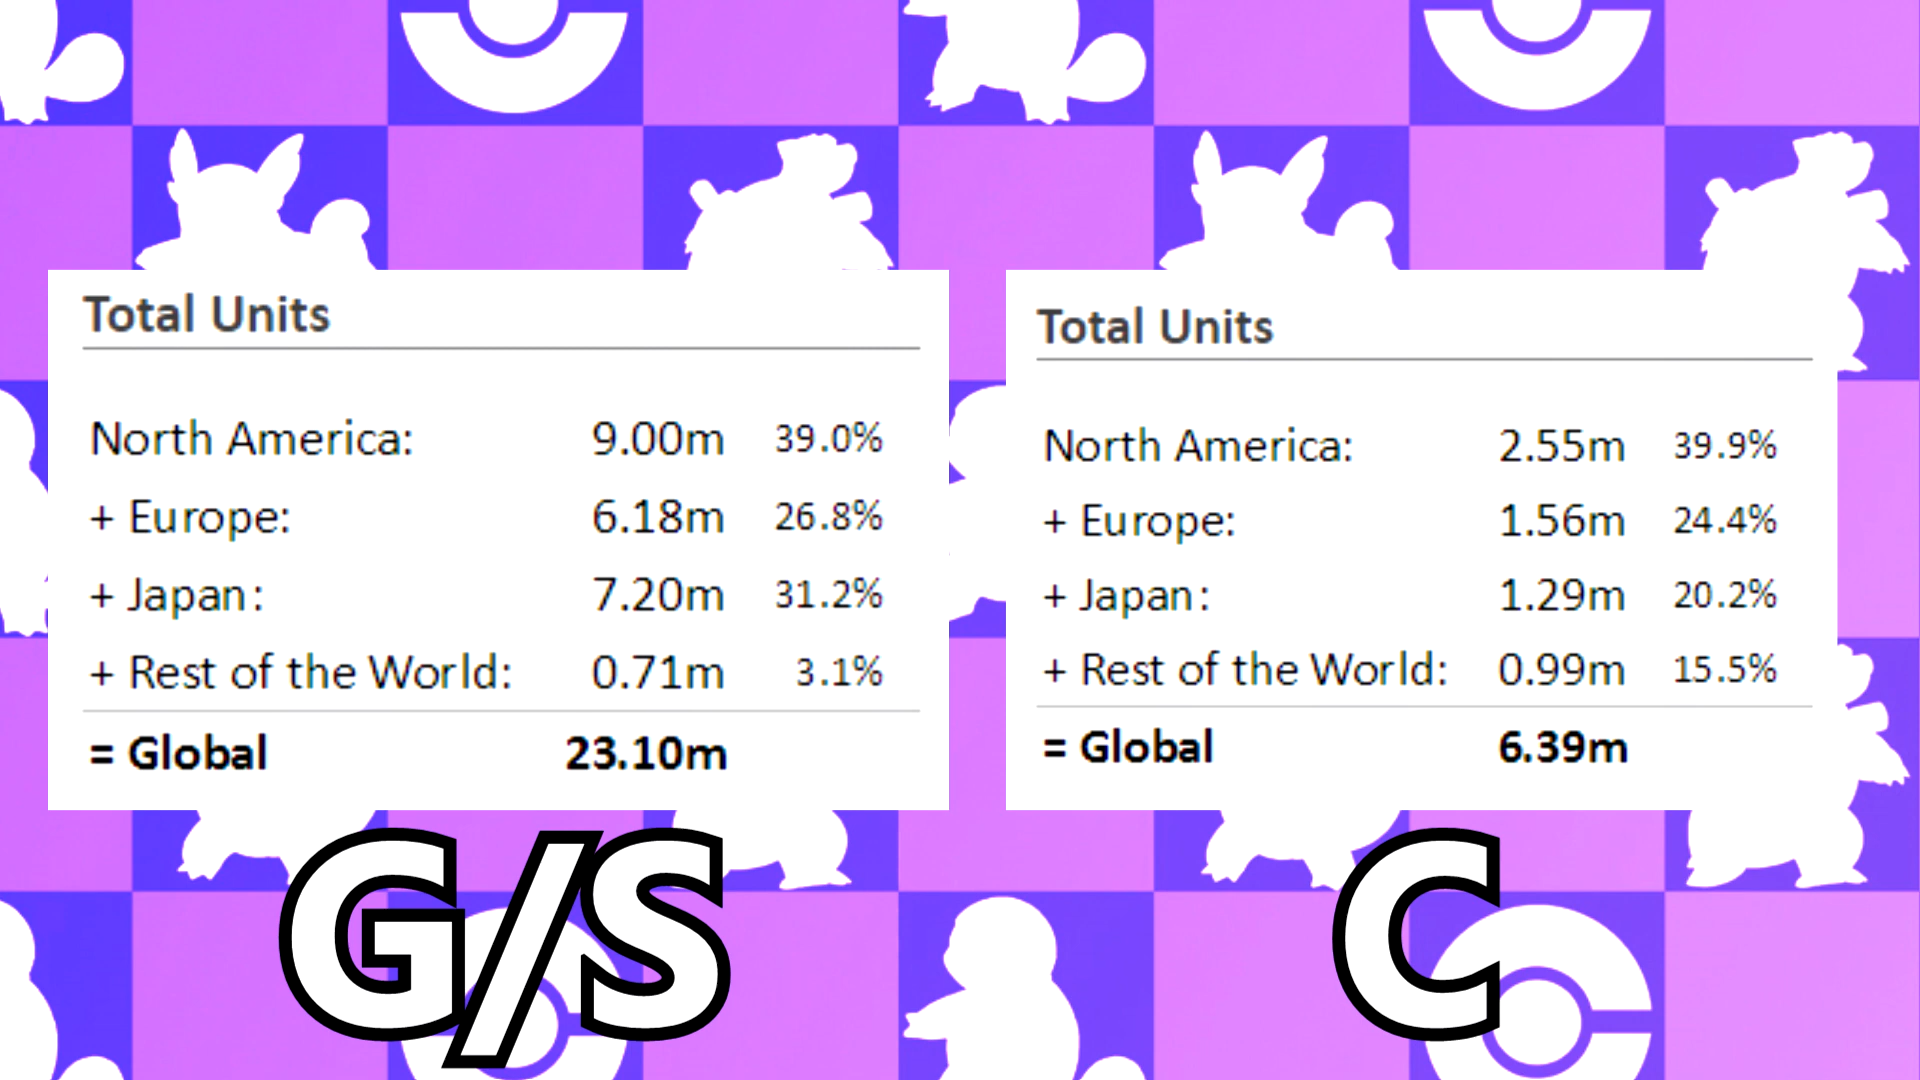 Total Units
North America: 9.00m 39.0%
+ Europe: 6.18m 26.8%
+ Japan: 7.20m 31.2%
+ Rest of the World: 0.71m 3.1%
= Global 23.10m
G/S
Total Units
North America: 2.55m 39.9%
+ Europe: 1.56m 24.4%
+ Japan: 1.29m 20.2%
+ Rest of the World: 0.99m 15.5%
= Global 6.39m
C